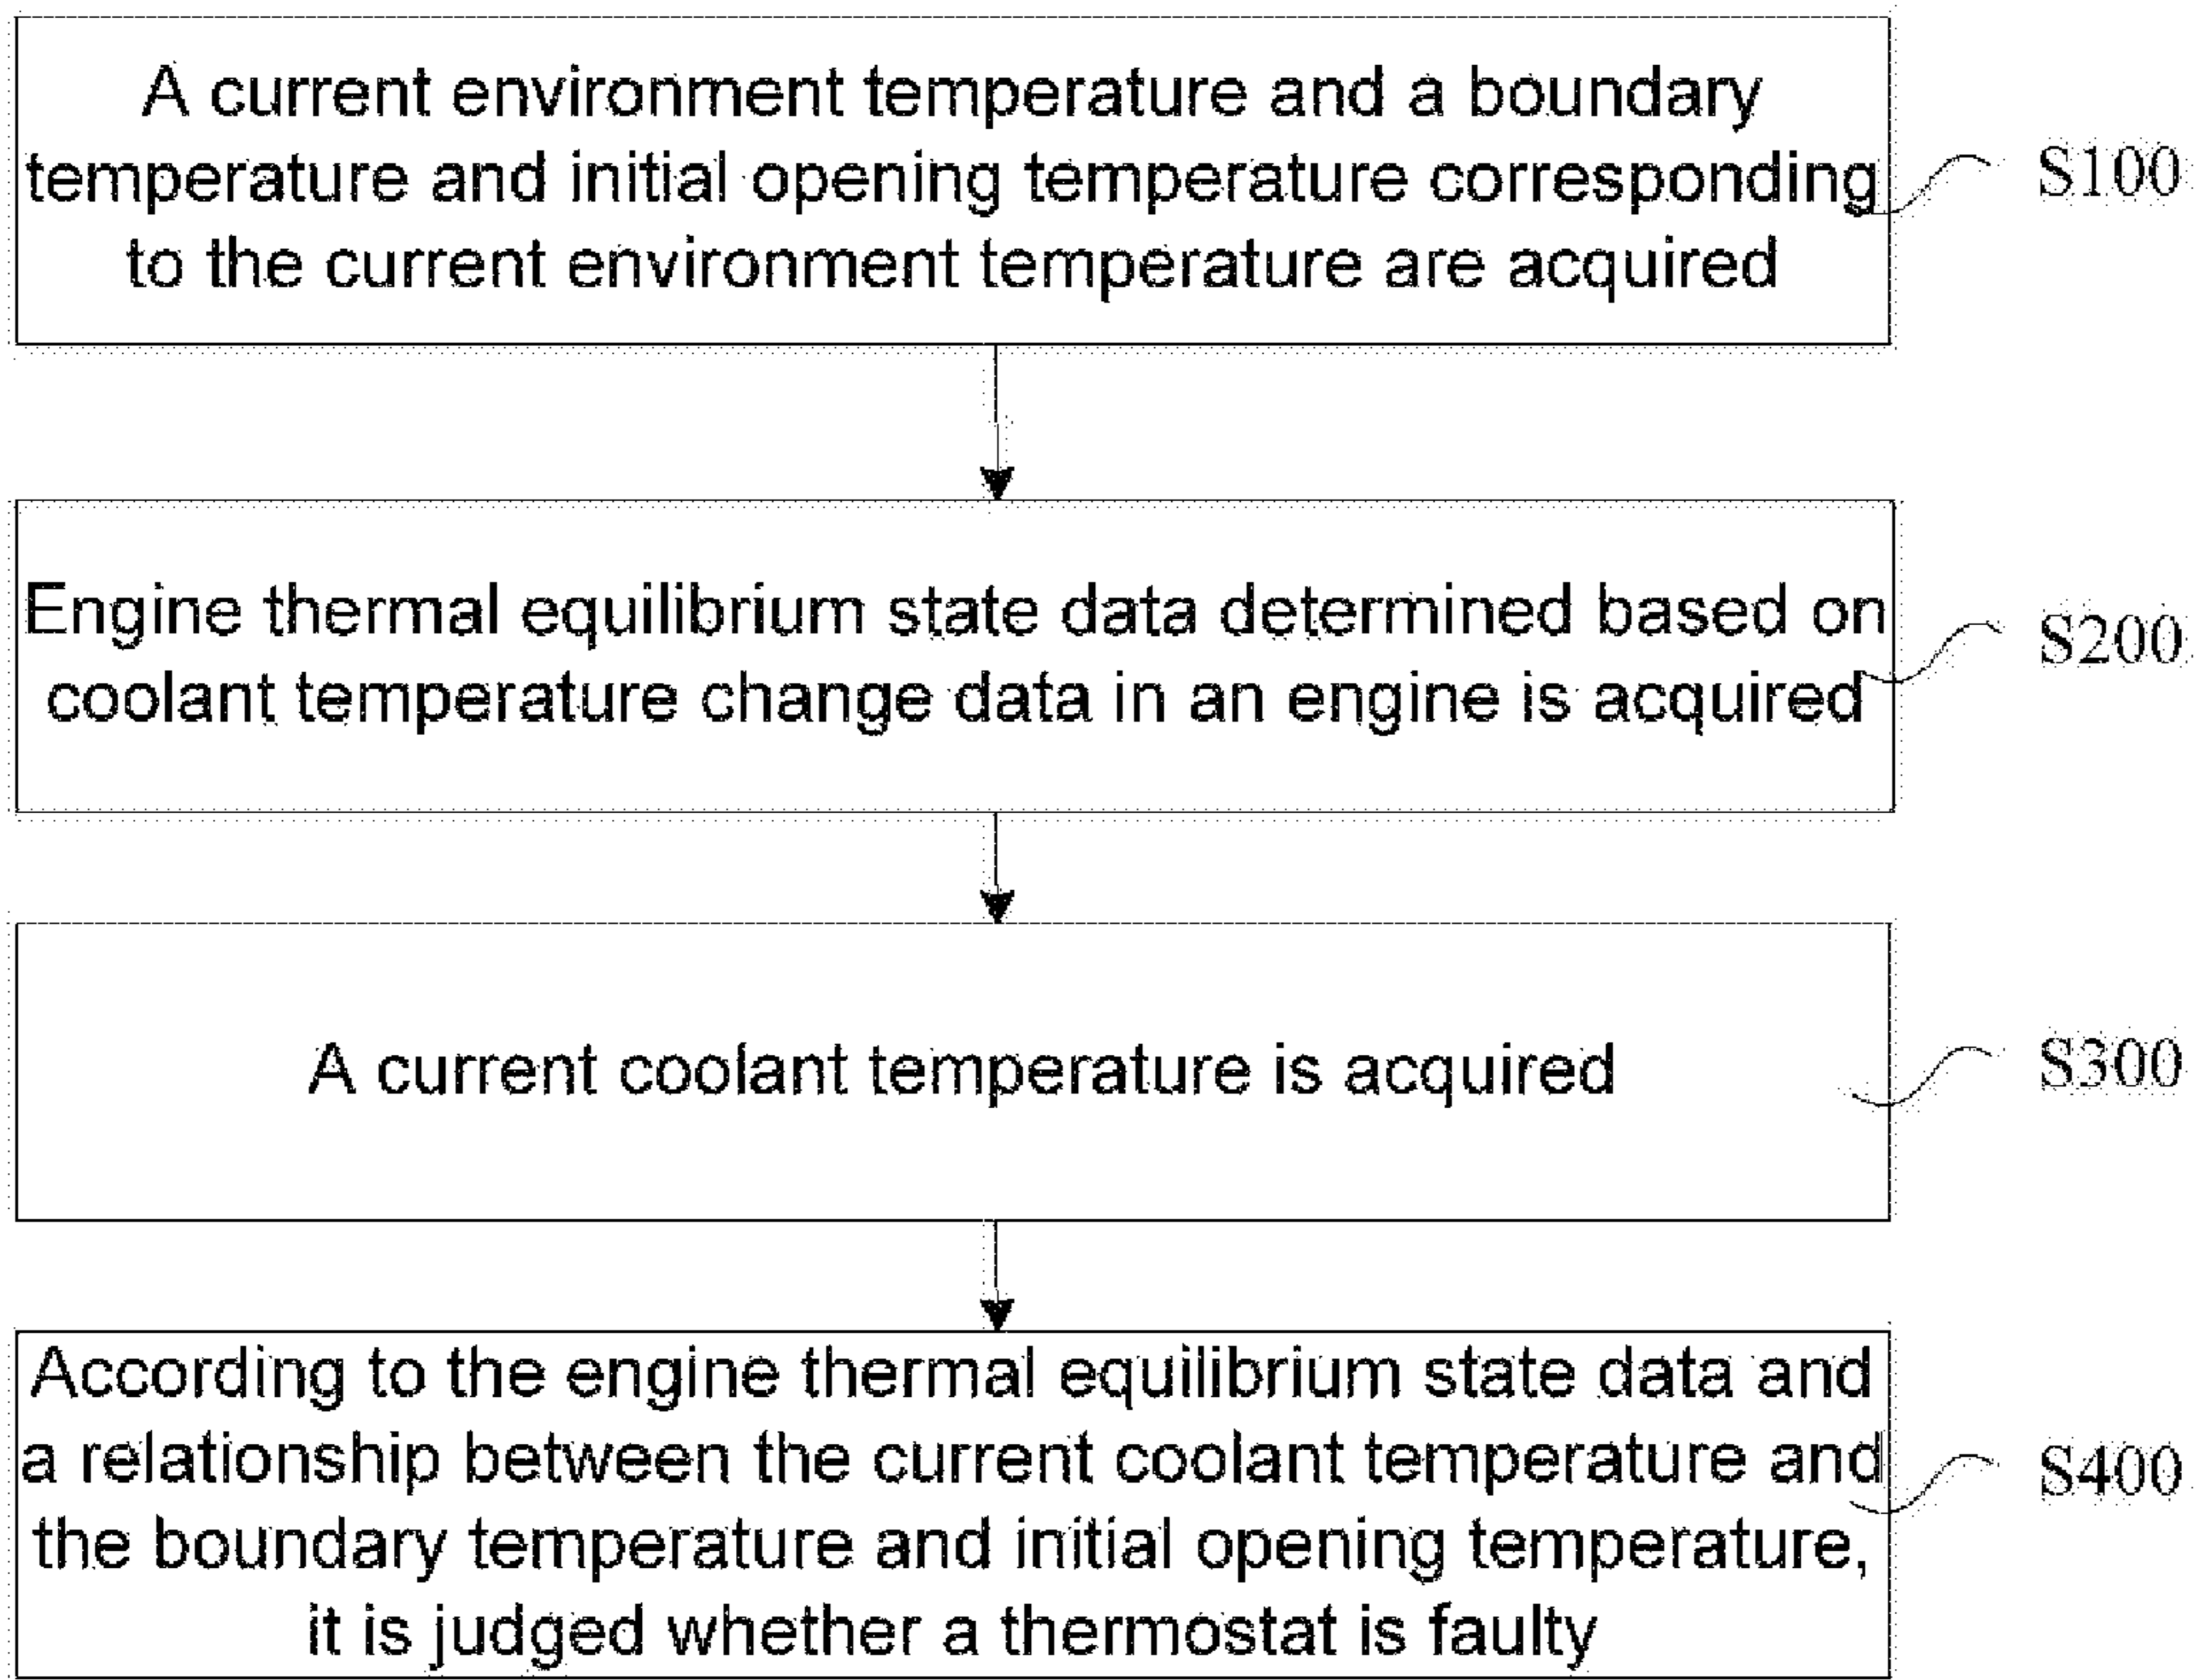 A current environment temperature and a boundary
temperature and initial opening temperature corresponding
to the current environment temperature are acquired
S100
Engine thermal equilibrium state data determined based on
coolant temperature change data in an engine is acquired
S200
A current coolant temperature is acquired
S300
According to the engine thermal equilibrium state data and
a relationship between the current coolant temperature and
the boundary temperature and initial opening temperature,
it is judged whether a thermostat is faulty
S400